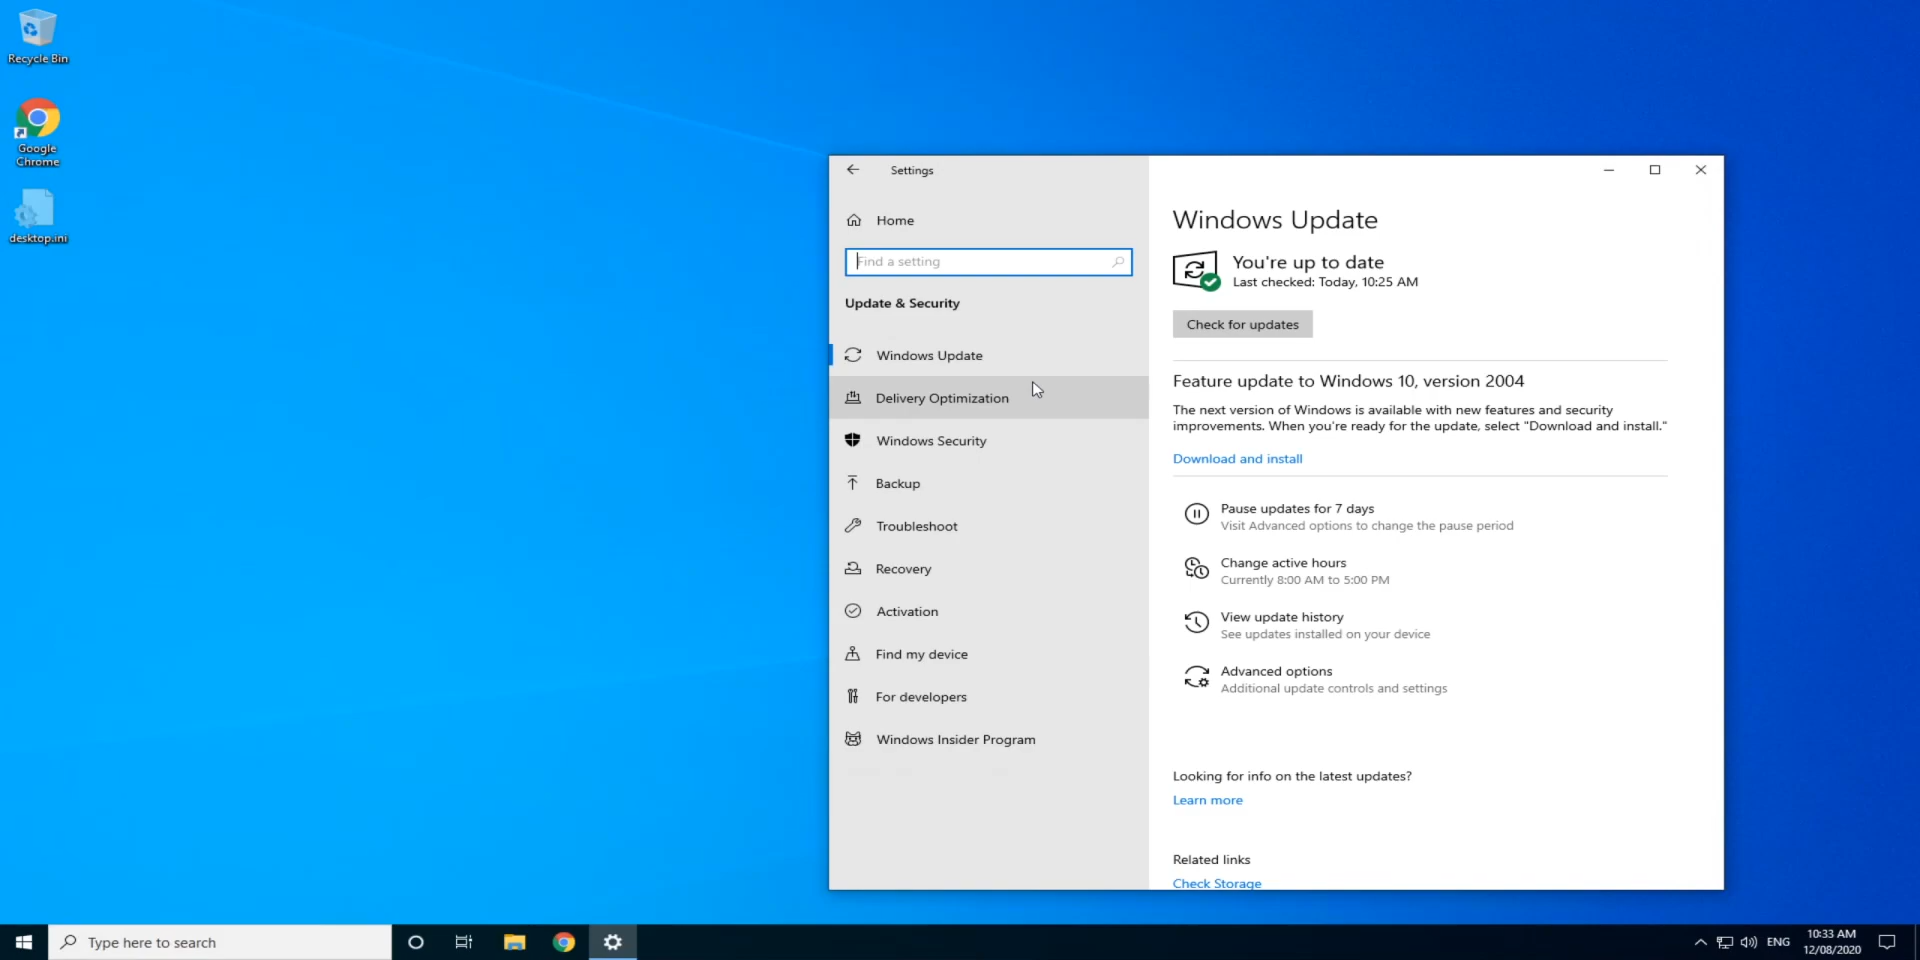 Recycle Bin
Google
Chrome
desktop.ini
Settings
Home
Find a setting
Update & Security
Windows Update
Delivery Optimization
Windows Security
Backup
Troubleshoot
Recovery
Activation
Find my device
For developers
Windows Insider Program
Windows Update
You're up to date
Last checked: Today, 10:25 AM
Check for updates
Feature update to Windows 10, version 2004
The next version of Windows is available with new features and security
improvements. When you're ready for the update, select "Download and install."
Download and install
Pause updates for 7 days
Visit Advanced options to change the pause period
Change active hours
Currently 8:00 AM to 5:00 PM
View update history
See updates installed on your device
Advanced options
Additional update controls and settings
Looking for info on the latest updates?
Learn more
Related links
Check Storage
Type here to search
ENG
10:33 AM
12/08/2020